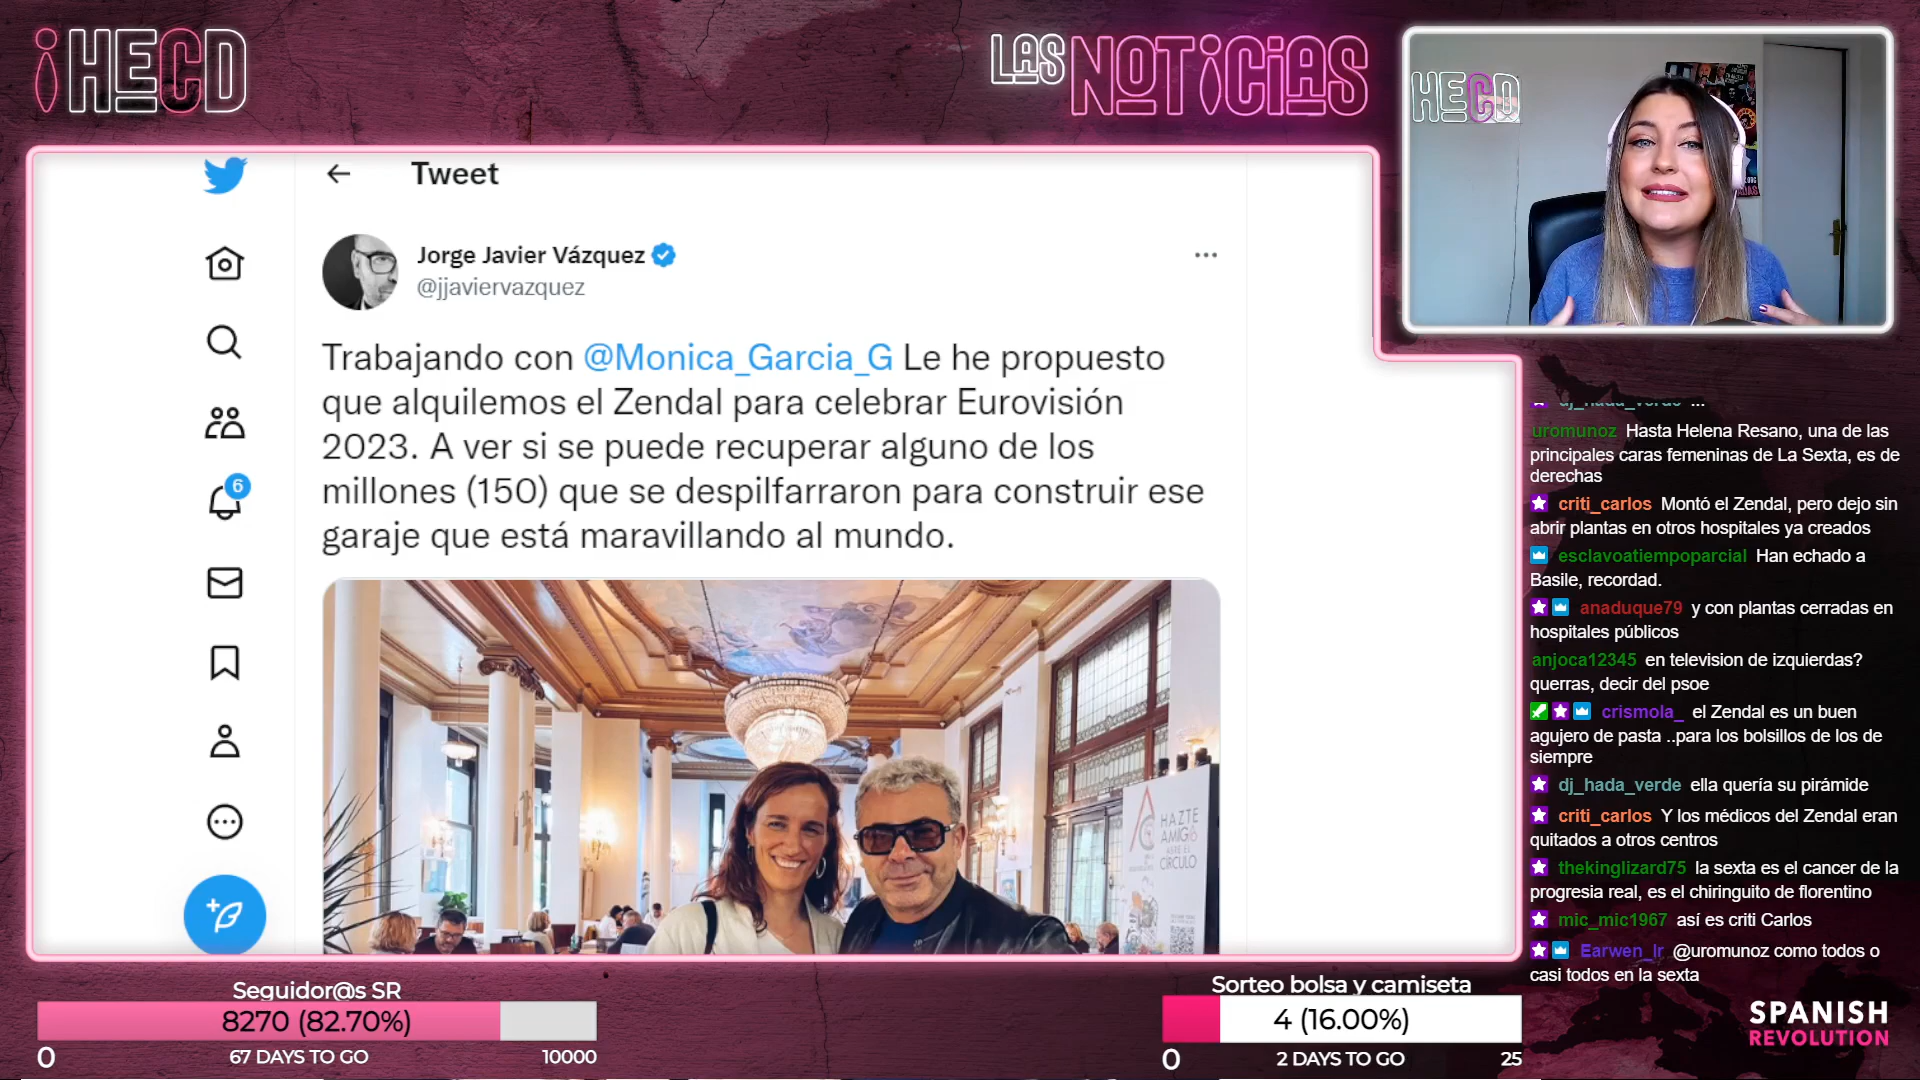 ¡HECD
LAS NOTICIAS
HECD
Tweet
Jorge Javier Vázquez
@jjaviervazquez
Trabajando con @Monica_Garcia_G Le he propuesto
que alquilemos el Zendal para celebrar Eurovisión
2023. A ver si se puede recuperar alguno de los
millones (150) que se despilfarraron para construir ese
garaje que está maravillando al mundo.
6
HAZTE
AMIGO
ABRE EL
CÍRCULO
uromunoz Hasta Helena Resano, una de las
principales caras femeninas de La Sexta, es de
derechas
criti_carlos Montó el Zendal, pero dejo sin
abrir plantas en otros hospitales ya creados
esclavoatiempoparcial Han echado a
Basile, recordad.
anaduque79 y con plantas cerradas en
hospitales públicos
anjoca12345 en television de izquierdas?
querras, decir del psoe
crismola_ el Zendal es un buen
agujero de pasta ..para los bolsillos de los de
siempre
dj_hada_verde ella quería su pirámide
criti_carlos Y los médicos del Zendal eran
quitados a otros centros
thekinglizard75 la sexta es el cancer de la
progresia real, es el chiringuito de florentino
mic_mic1967 así es criti Carlos
Earwen_Ir @uromunoz como todos o
casi todos en la sexta
Seguidor@s SR
8270 (82.70%)
0 67 DAYS TO GO 10000
Sorteo bolsa y camiseta
4 (16.00%)
0 2 DAYS TO GO 25
SPANISH
REVOLUTION